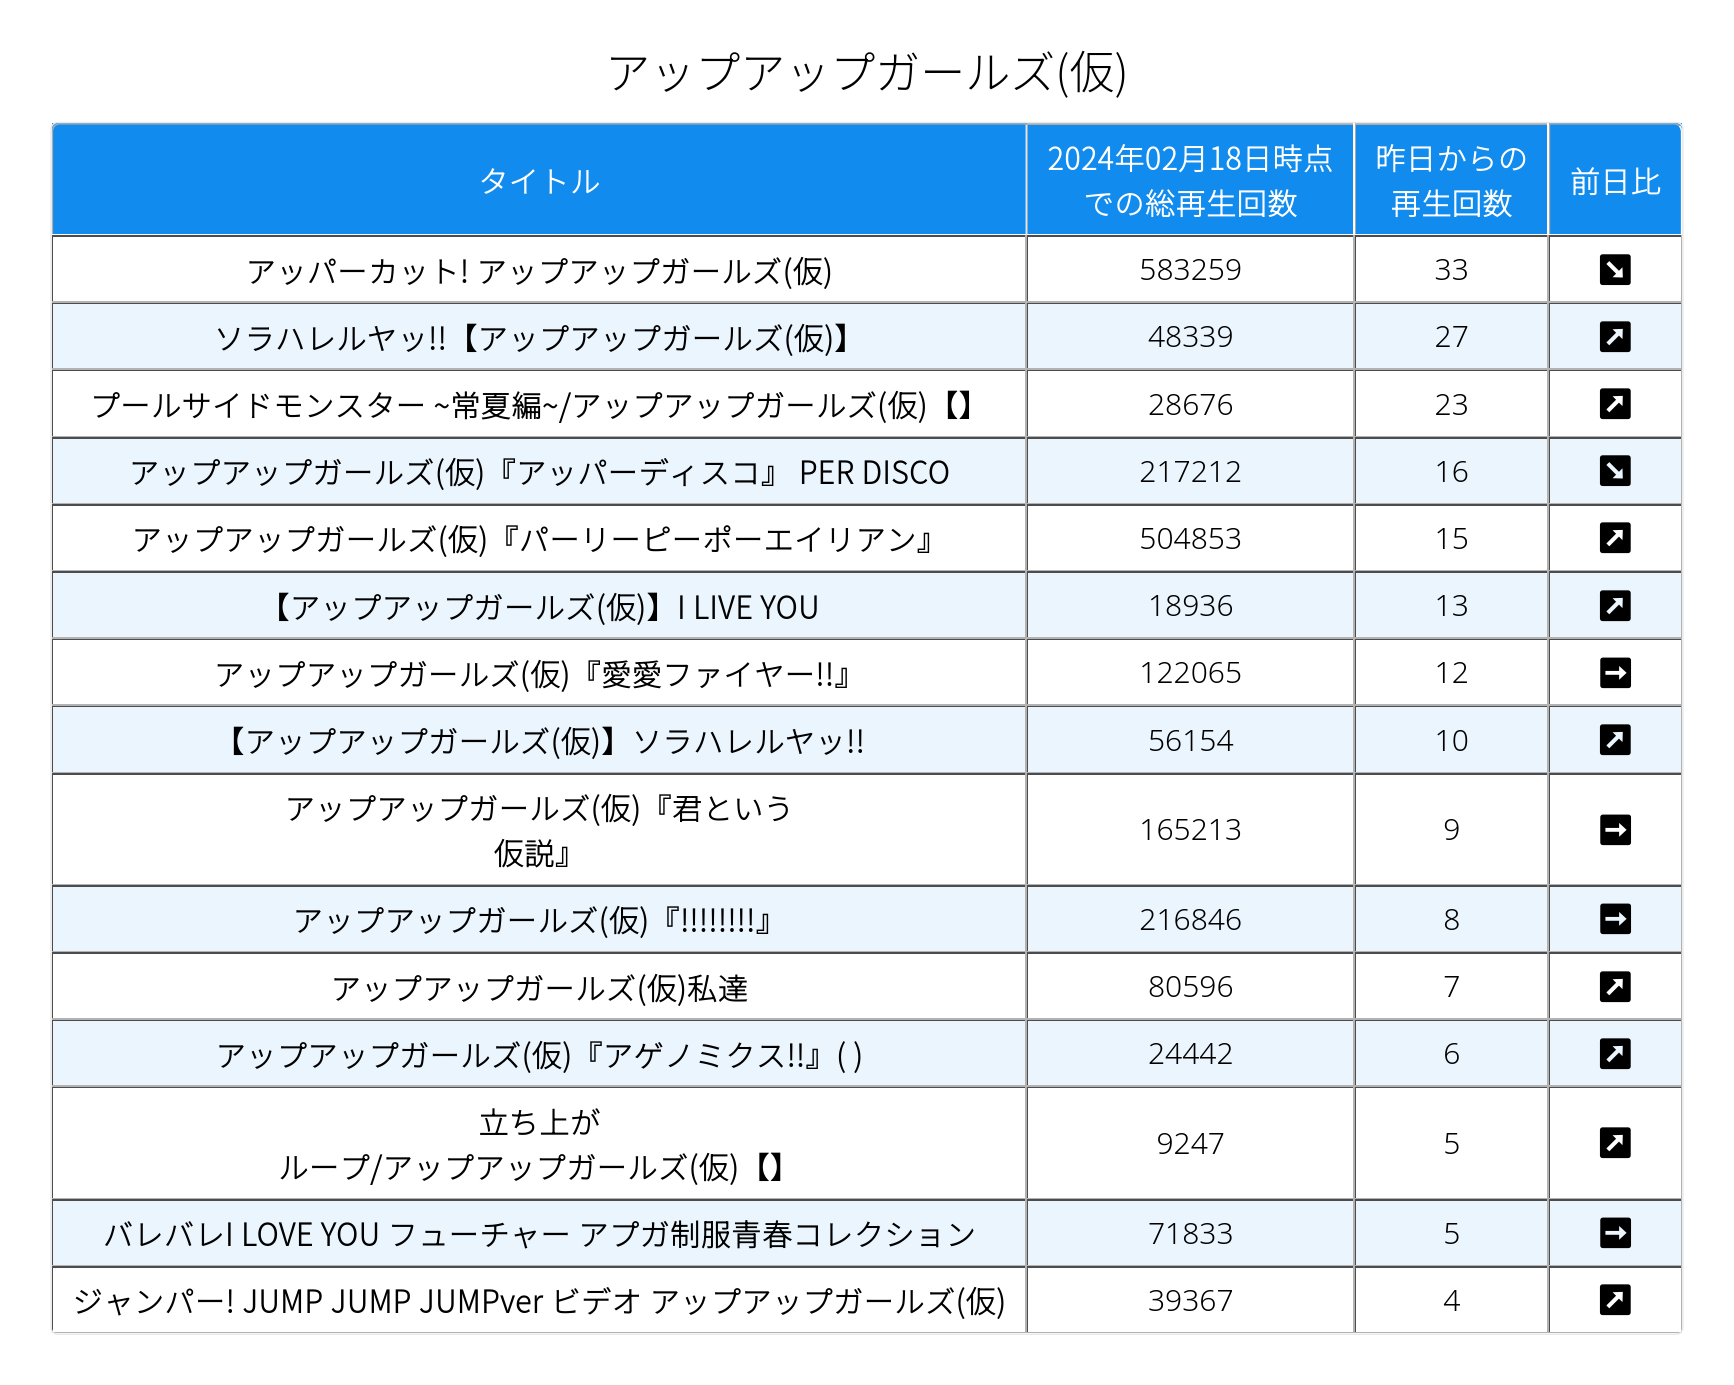 アップアップガールズ(仮)
タイトル
2024年02月18日時点
での総再生回数
昨日からの
再生回数
前日比
アッパーカット! アップアップガールズ(仮) 583259 33 ↘
ソラハレルヤッ!!【アップアップガールズ(仮)】 48339 27 ↗
プールサイドモンスター ~常夏編~/アップアップガールズ(仮)【】 28676 23 ↗
アップアップガールズ(仮)『アッパーディスコ』 PER DISCO 217212 16 ↘
アップアップガールズ(仮)『パーリーピーポーエイリアン』 504853 15 ↗
【アップアップガールズ(仮)】I LIVE YOU 18936 13 ↗
アップアップガールズ(仮)『愛愛ファイヤー!!』 122065 12 →
【アップアップガールズ(仮)】ソラハレルヤッ!! 56154 10 ↗
アップアップガールズ(仮)『君という
仮説』 165213 9 →
アップアップガールズ(仮)『!!!!!!!!』 216846 8 →
アップアップガールズ(仮)私達 80596 7 ↗
アップアップガールズ(仮)『アゲノミクス!!』( ) 24442 6 ↗
立ち上が
ループ/アップアップガールズ(仮)【】 9247 5 ↗
バレバレI LOVE YOU フューチャー アプガ制服青春コレクション 71833 5 →
ジャンパー! JUMP JUMP JUMPver ビデオ アップアップガールズ(仮) 39367 4 ↗